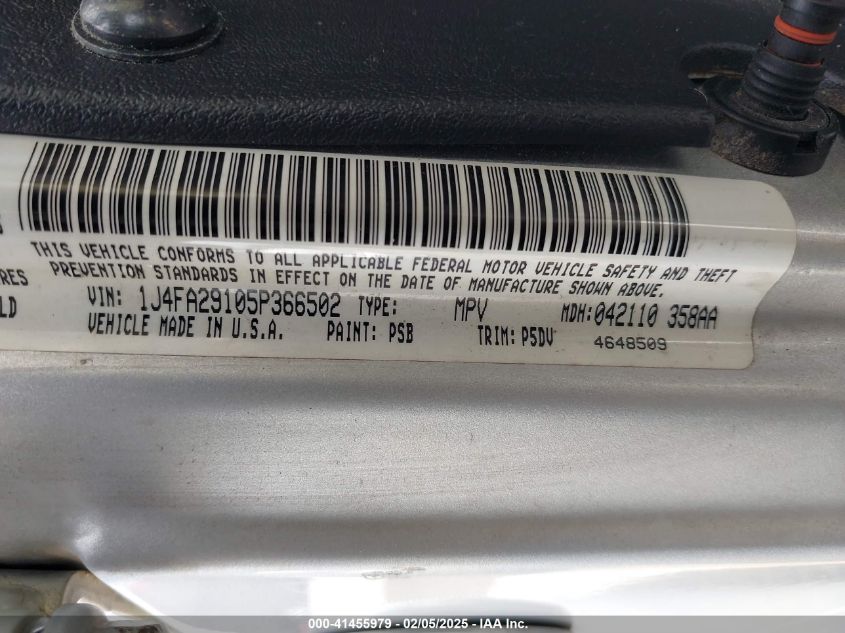 THIS VEHICLE CONFORMS TO ALL APPLICABLE FEDERAL MOTOR VEHICLE SAFETY AND THEFT
RES PREVENTION STANDARDS IN EFFECT ON THE DATE OF MANUFACTURE SHOWN ABOVE.
LD VIN: 1J4FA29105P366502 TYPE: MPV MDH: 042110 358AA
VEHICLE MADE IN U.S.A. PAINT: PSB TRIM: P5DV 4648509
000-41455979 | 02/05/2025 | IAA Inc.